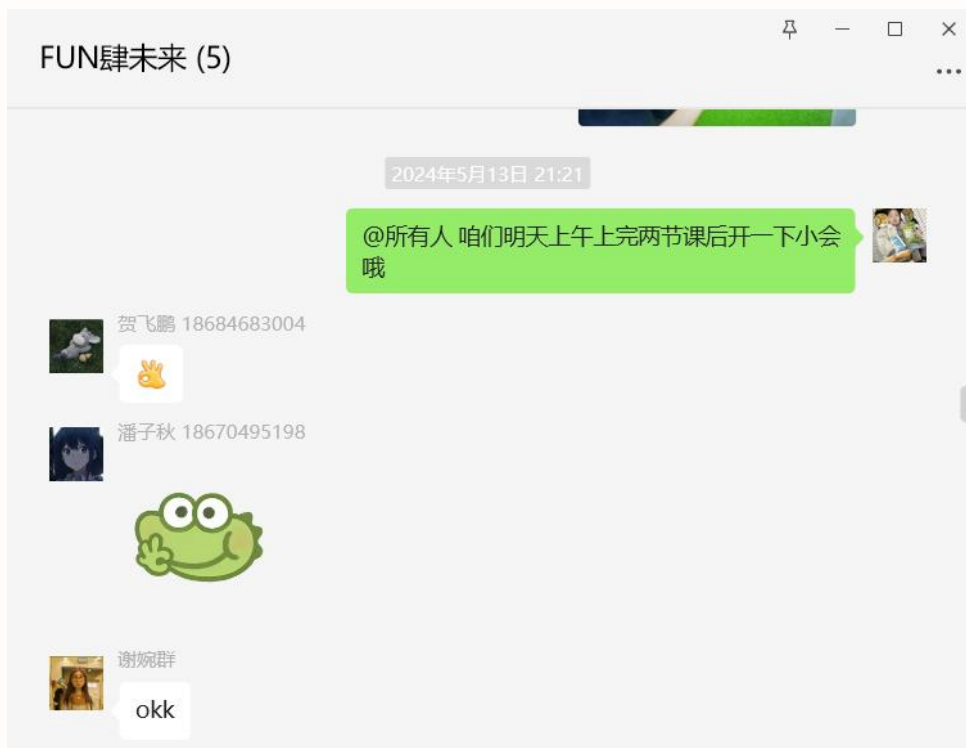 FUN肆未来 (5)
2024年5月13日 21:21
@所有人 咱们明天上午上完两节课后开一下小会
哦
贺飞鹏 18684683004
潘子秋 18670495198
谢婉群
okk